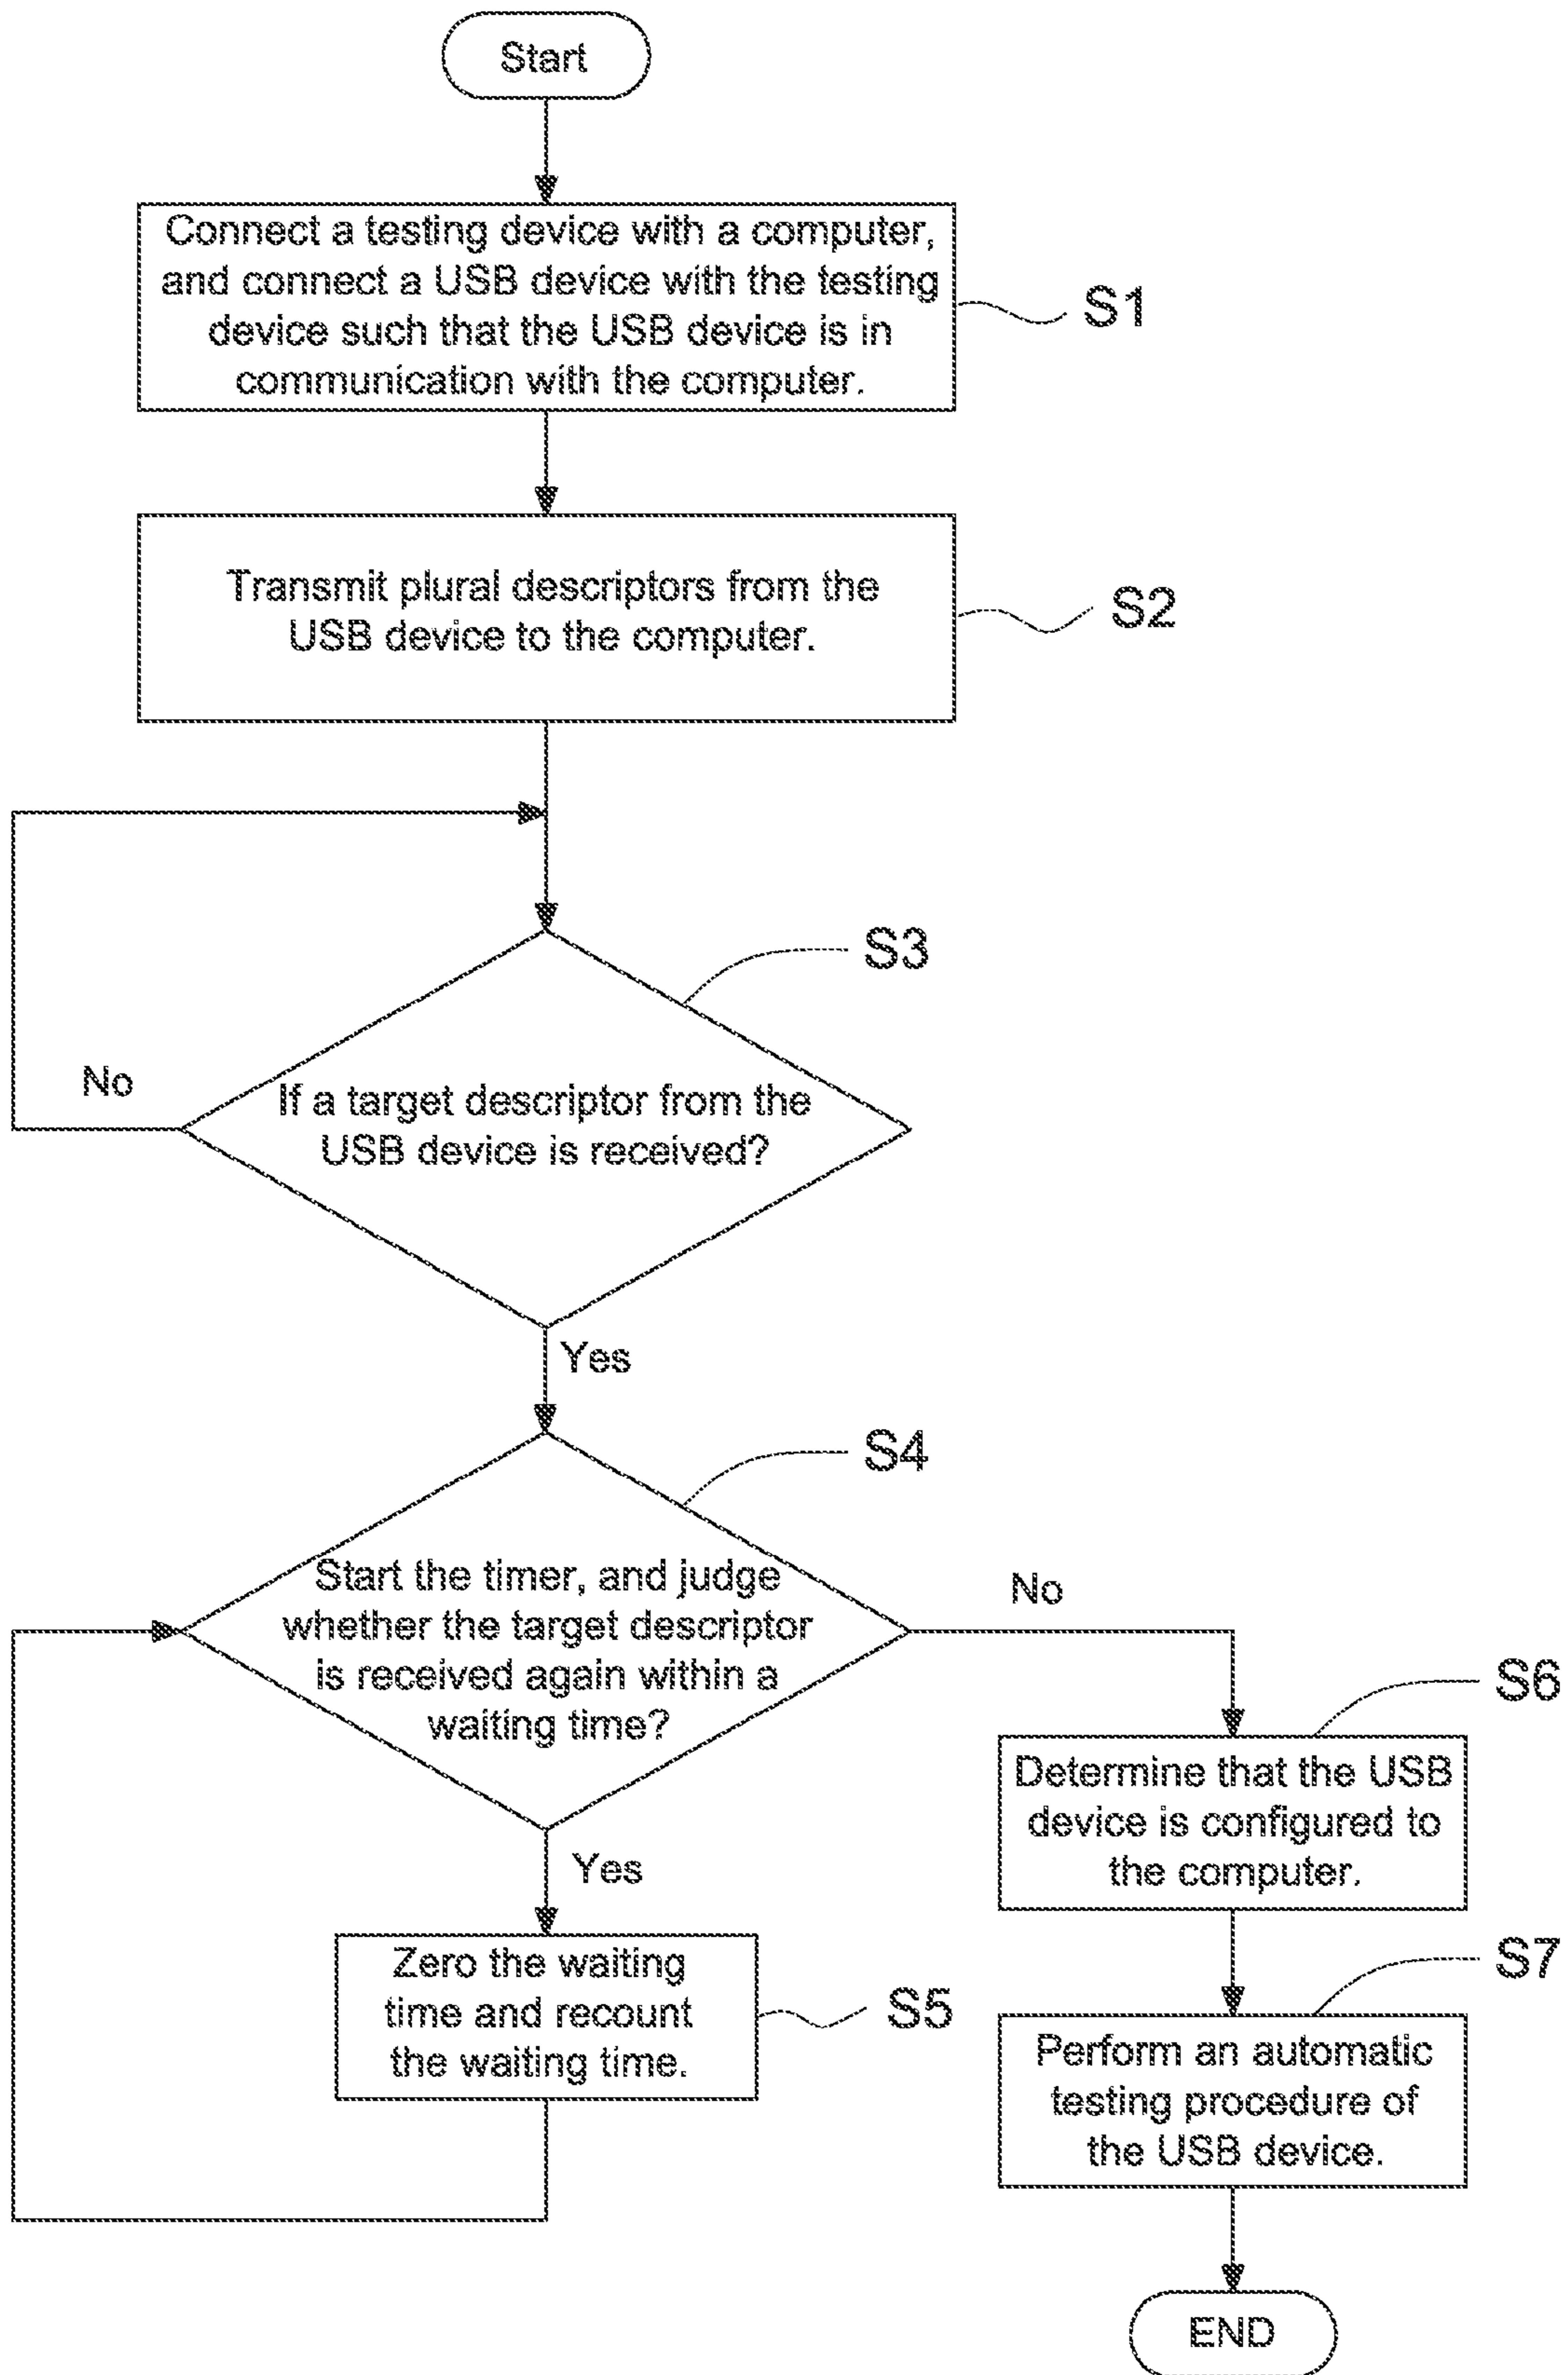 Start
Connect a testing device with a computer,
and connect a USB device with the testing
device such that the USB device is in
communication with the computer.
S1
Transmit plural descriptors from the
USB device to the computer.
S2
S3
No
If a target descriptor from the
USB device is received?
Yes
S4
Start the timer, and judge
whether the target descriptor
is received again within a
waiting time?
No
Yes
S5
Zero the waiting
time and recount
the waiting time.
S6
Determine that the USB
device is configured to
the computer.
S7
Perform an automatic
testing procedure of
the USB device.
END